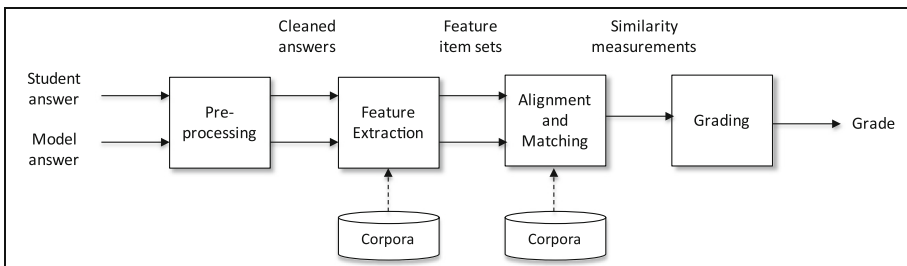 Cleaned
answers
Feature
item sets
Similarity
measurements
Student
answer
Model
answer
Pre-
processing
Feature
Extraction
Alignment
and
Matching
Grading
Grade
Corpora
Corpora